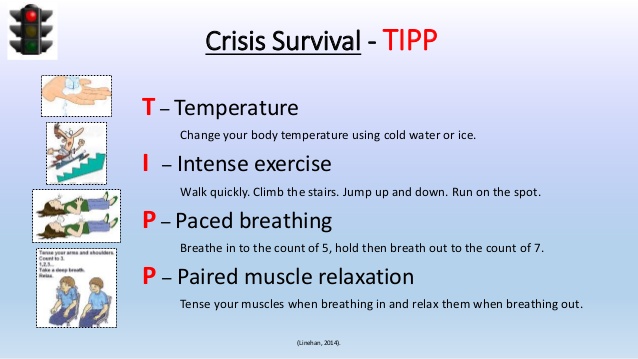 Crisis Survival - TIPP
T – Temperature
Change your body temperature using cold water or ice.
I – Intense exercise
Walk quickly. Climb the stairs. Jump up and down. Run on the spot.
P – Paced breathing
Breathe in to the count of 5, hold then breath out to the count of 7.
Tense your arms and shoulders.
Count to 3.
1,2,3...
Take a deep breath.
Relax.
P – Paired muscle relaxation
Tense your muscles when breathing in and relax them when breathing out.
(Linehan, 2014).